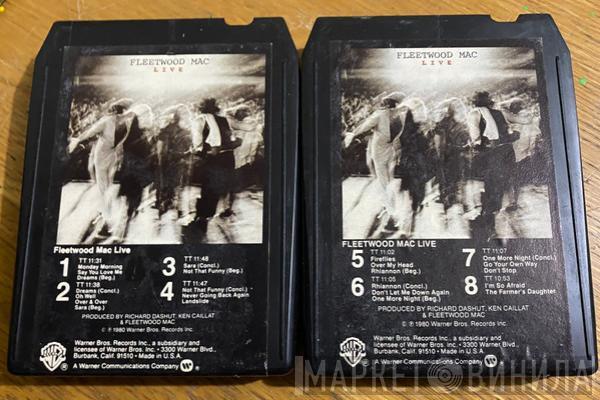 FLEETWOOD MAC
LIVE
Fleetwood Mac Live
1 TT 11:31
Monday Morning
Say You Love Me
Dreams (Beg.)
2 TT 11:38
Dreams (Concl.)
Oh Well
Over & Over
Sara (Beg.)
3 TT 11:48
Sara (Concl.)
Not That Funny (Beg.)
4 TT 11:47
Not That Funny (Concl.)
Never Going Back Again
Landslide
PRODUCED BY RICHARD DASHUT, KEN CAILLAT
& FLEETWOOD MAC
© ℗ 1980 Warner Bros. Records Inc.
Warner Bros. Records Inc., a subsidiary and
licensee of Warner Bros. Inc. • 3300 Warner Blvd.,
Burbank, Calif. 91510 • Made in U.S.A.
A Warner Communications Company
FLEETWOOD MAC
LIVE
FLEETWOOD MAC LIVE
5 TT 11:02
Fireflies
Over My Head
Rhiannon (Beg.)
6 TT 11:05
Rhiannon (Concl.)
Don't Let Me Down Again
One More Night (Beg.)
7 TT 11:07
One More Night (Concl.)
Go Your Own Way
Don't Stop
8 TT 10:53
I'm So Afraid
The Farmer's Daughter
PRODUCED BY RICHARD DASHUT, KEN CAILLAT
& FLEETWOOD MAC
© ℗ 1980 Warner Bros. Records Inc.
Warner Bros. Records Inc., a subsidiary and
licensee of Warner Bros. Inc. • 3300 Warner Blvd.,
Burbank, Calif. 91510 • Made in U.S.A.
A Warner Communications Company
МАРКЕТ ВИНИЛА